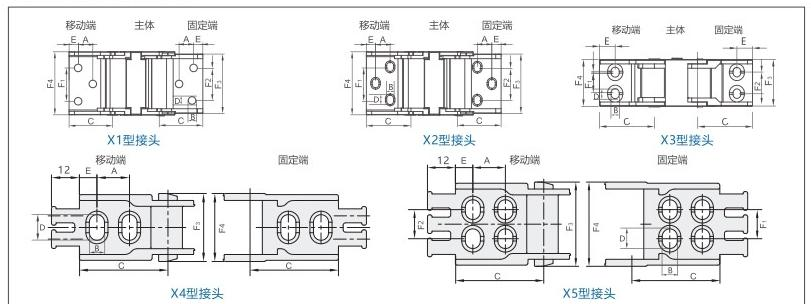 移动端 主体 固定端
E A A E
F4 F1 F2 F3
D
B
C C
X1型接头
移动端 主体 固定端
E A A E
F4 F1 B F2 F3
D
C C
X2型接头
移动端 主体 固定端
E E
F4 F1 F2 F3
B
C C
X3型接头
移动端 固定端
12 E A
D F3 F4
B
C C
X4型接头
移动端 固定端
12 E A
F2 F3 F4 D F1
B
C C
X5型接头